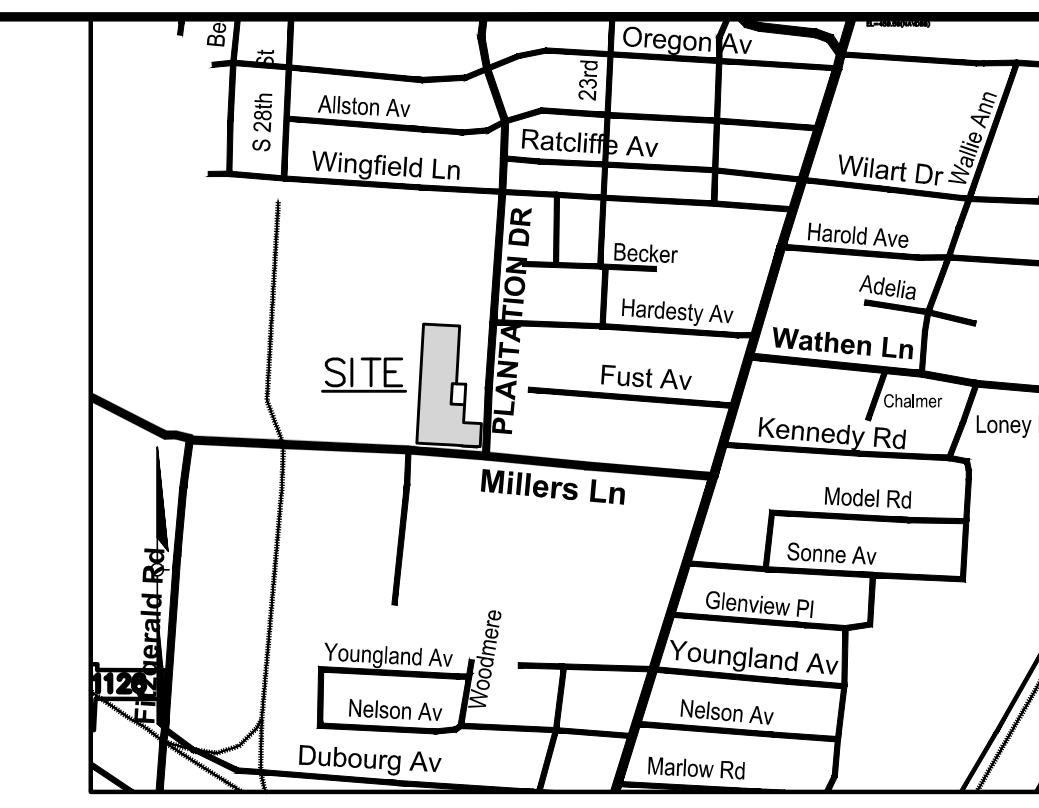 Oregon Av
Be
St
23rd
S 28th
Allston Av
Ratcliffe Av
Wallie Ann
Wingfield Ln
Wilart Dr
PLANTATION DR
Harold Ave
Becker
Adelia
Hardesty Av
Wathen Ln
SITE
Fust Av
Chalmer
Loney
Kennedy Rd
Millers Ln
Model Rd
Sonne Av
Fitzgerald Rd
Glenview Pl
Woodmere
Youngland Av
Youngland Av
1126
Nelson Av
Nelson Av
Dubourg Av
Marlow Rd